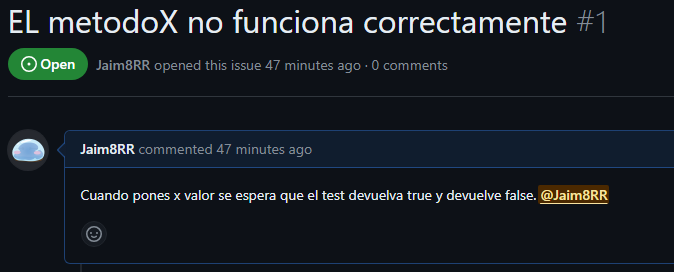 EL metodoX no funciona correctamente #1
Open Jaim8RR opened this issue 47 minutes ago · 0 comments
Jaim8RR commented 47 minutes ago
Cuando pones x valor se espera que el test devuelva true y devuelve false. @Jaim8RR